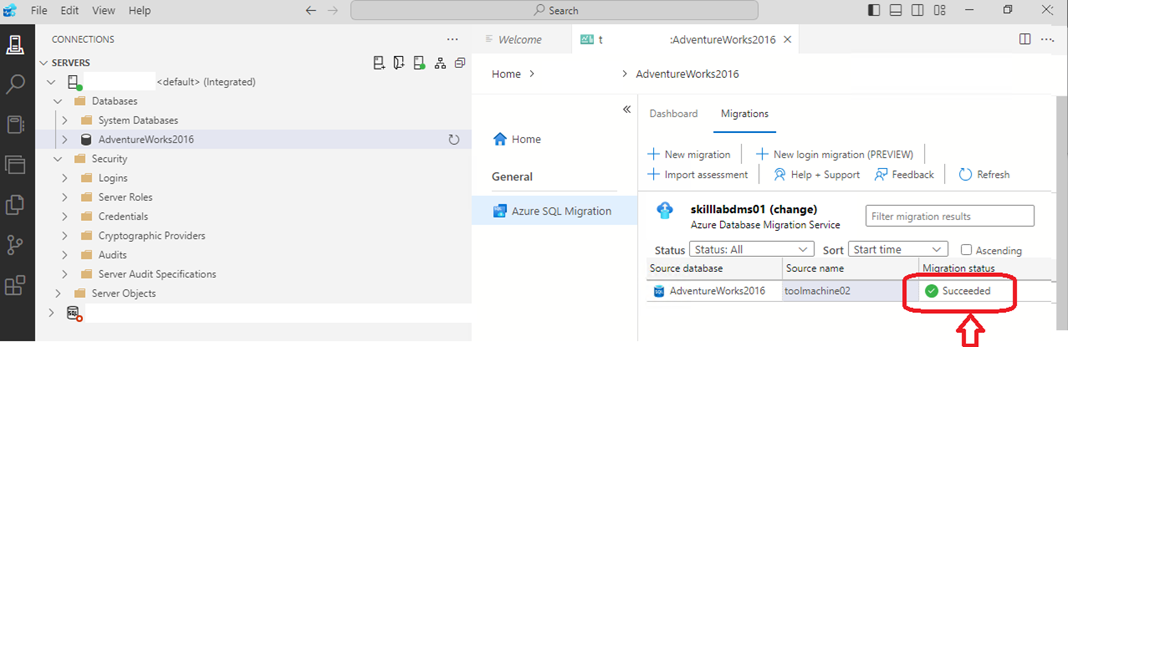 File Edit View Help
Search
CONNECTIONS
SERVERS
<default> (Integrated)
Databases
System Databases
AdventureWorks2016
Security
Logins
Server Roles
Credentials
Cryptographic Providers
Audits
Server Audit Specifications
Server Objects
Welcome
t :AdventureWorks2016
Home > > AdventureWorks2016
Home
General
Azure SQL Migration
Dashboard Migrations
New migration New login migration (PREVIEW)
Import assessment Help + Support Feedback Refresh
skilllabdms01 (change)
Azure Database Migration Service
Filter migration results
Status Status: All Sort Start time Ascending
Source database Source name Migration status
AdventureWorks2016 toolmachine02 Succeeded